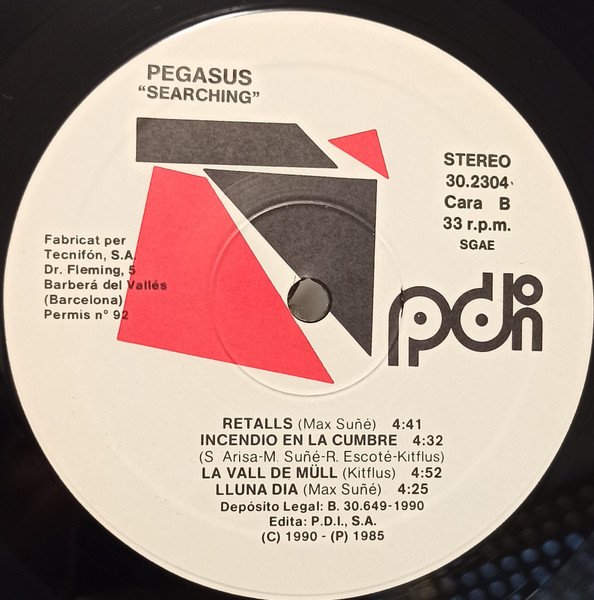 PEGASUS
"SEARCHING"
STEREO
30.2304
Cara B
33 r.p.m.
SGAE
Fabricat per
Tecnifón, S.A.
Dr. Fleming, 5
Barberá del Vallés
(Barcelona)
Permis nº 92
pdi
on
RETALLS (Max Suñé) 4:41
INCENDIO EN LA CUMBRE 4:32
(S. Arisa-M. Suñé-R. Escoté-Kitflus)
LA VALL DE MÜLL (Kitflus) 4:52
LLUNA DIA (Max Suñé) 4:25
Depósito Legal: B. 30.649-1990
Edita: P.D.I., S.A.
(C) 1990 - (P) 1985